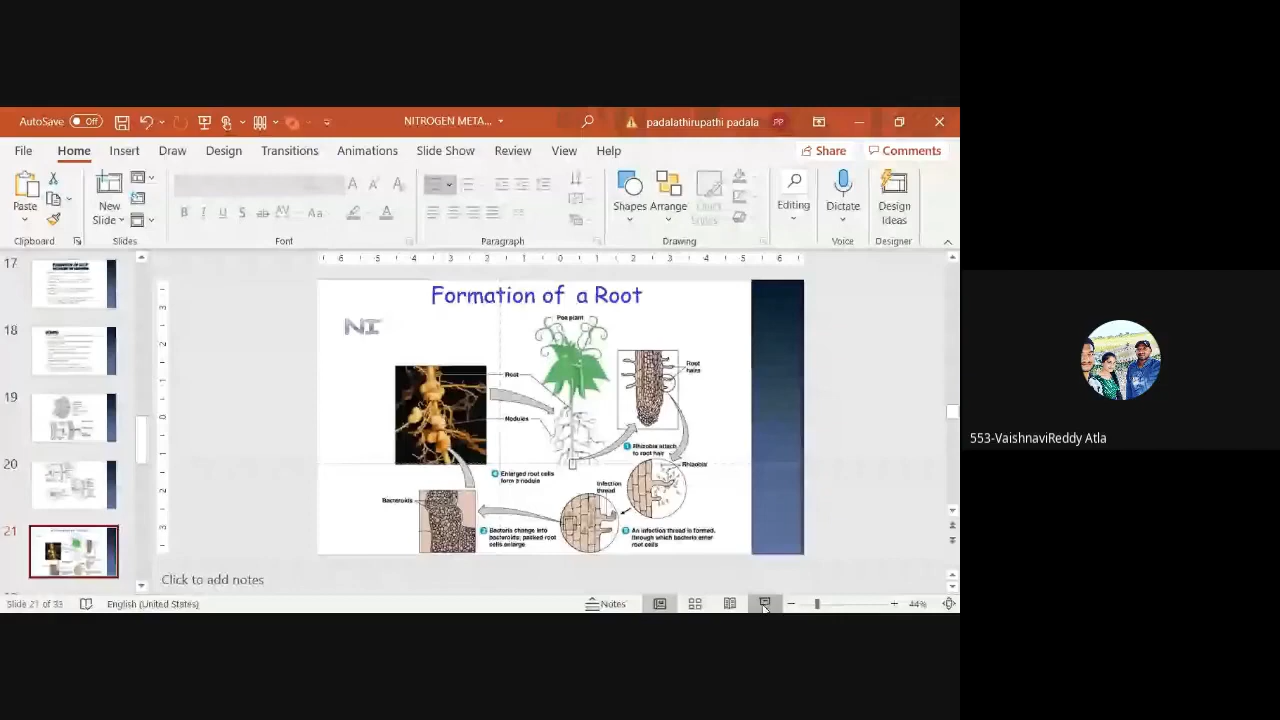 AutoSave Off NITROGEN META... padalathirupathi padala PP
File Home Insert Draw Design Transitions Animations Slide Show Review View Help Share Comments
Paste New Slide Shapes Arrange Editing Dictate Design Ideas
Clipboard Slides Font Paragraph Drawing Voice Designer
17
18
19
20
21
Formation of a Root
NI
Pea plant
Root
Nodules
Root hairs
1 Rhizobia attach
to root hair
Rhizobia
Infection
thread
4 Enlarged root cells
form a nodule
Bacteroids
Bacteria change into
bacteroids; packed root
cells enlarge
An infection thread is formed,
through which bacteria enter
root cells
Click to add notes
Slide 21 of 33 English (United States) Notes 44%
553-VaishnaviReddy Atla